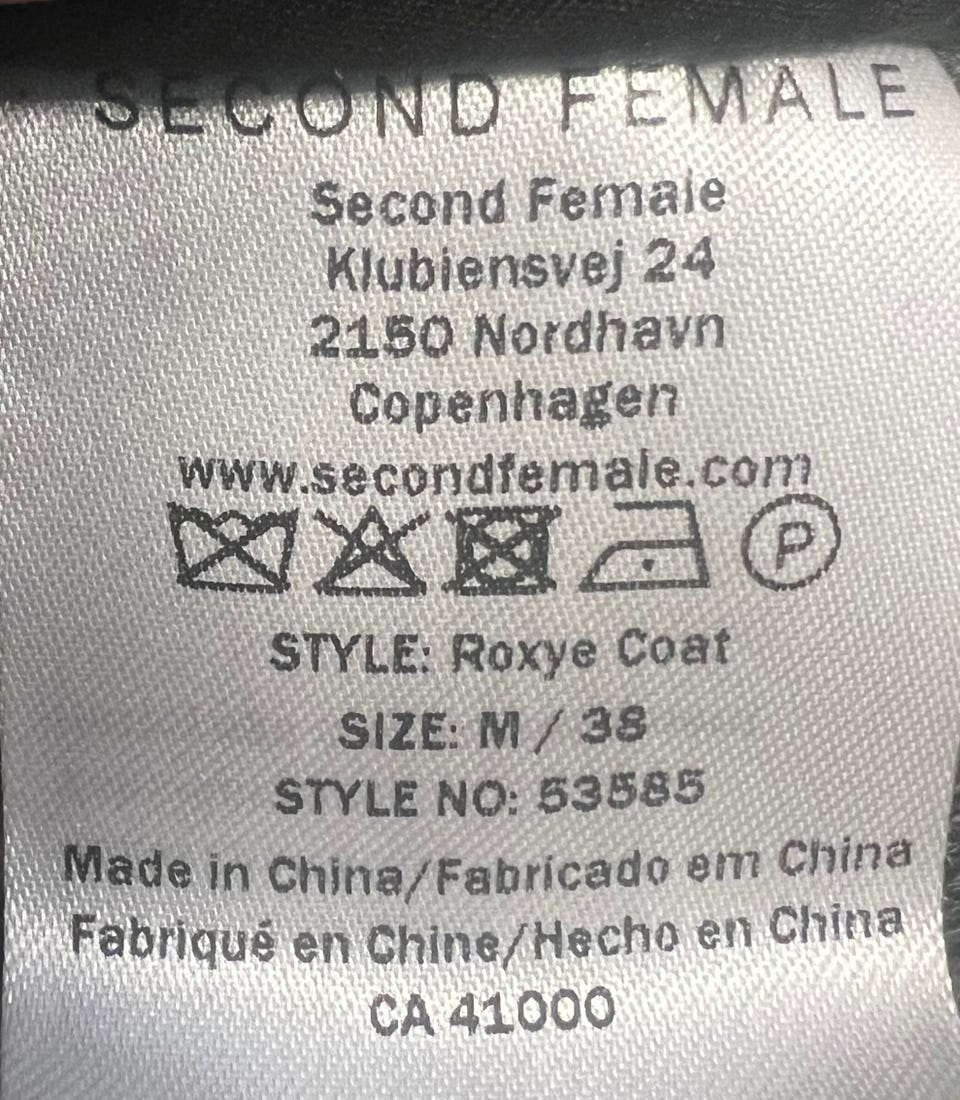 SECOND FEMALE
Second Female
Klubiensvej 24
2150 Nordhavn
Copenhagen
www.secondfemale.com
P
STYLE: Roxye Coat
SIZE: M / 38
STYLE NO: 53585
Made in China/Fabricado em China
Fabriqué en Chine/Hecho en China
CA 41000